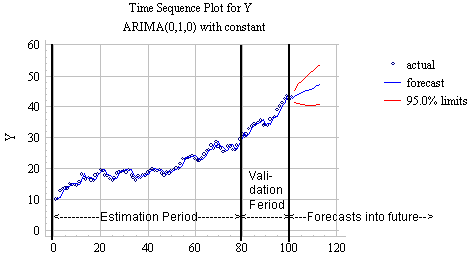 Time Sequence Plot for Y
ARIMA(0,1,0) with constant
60
50
40
30
20
10
0
Y
actual
forecast
95.0% limits
Vali-
dation
Period
Estimation Period
Forecasts into future
0 20 40 60 80 100 120